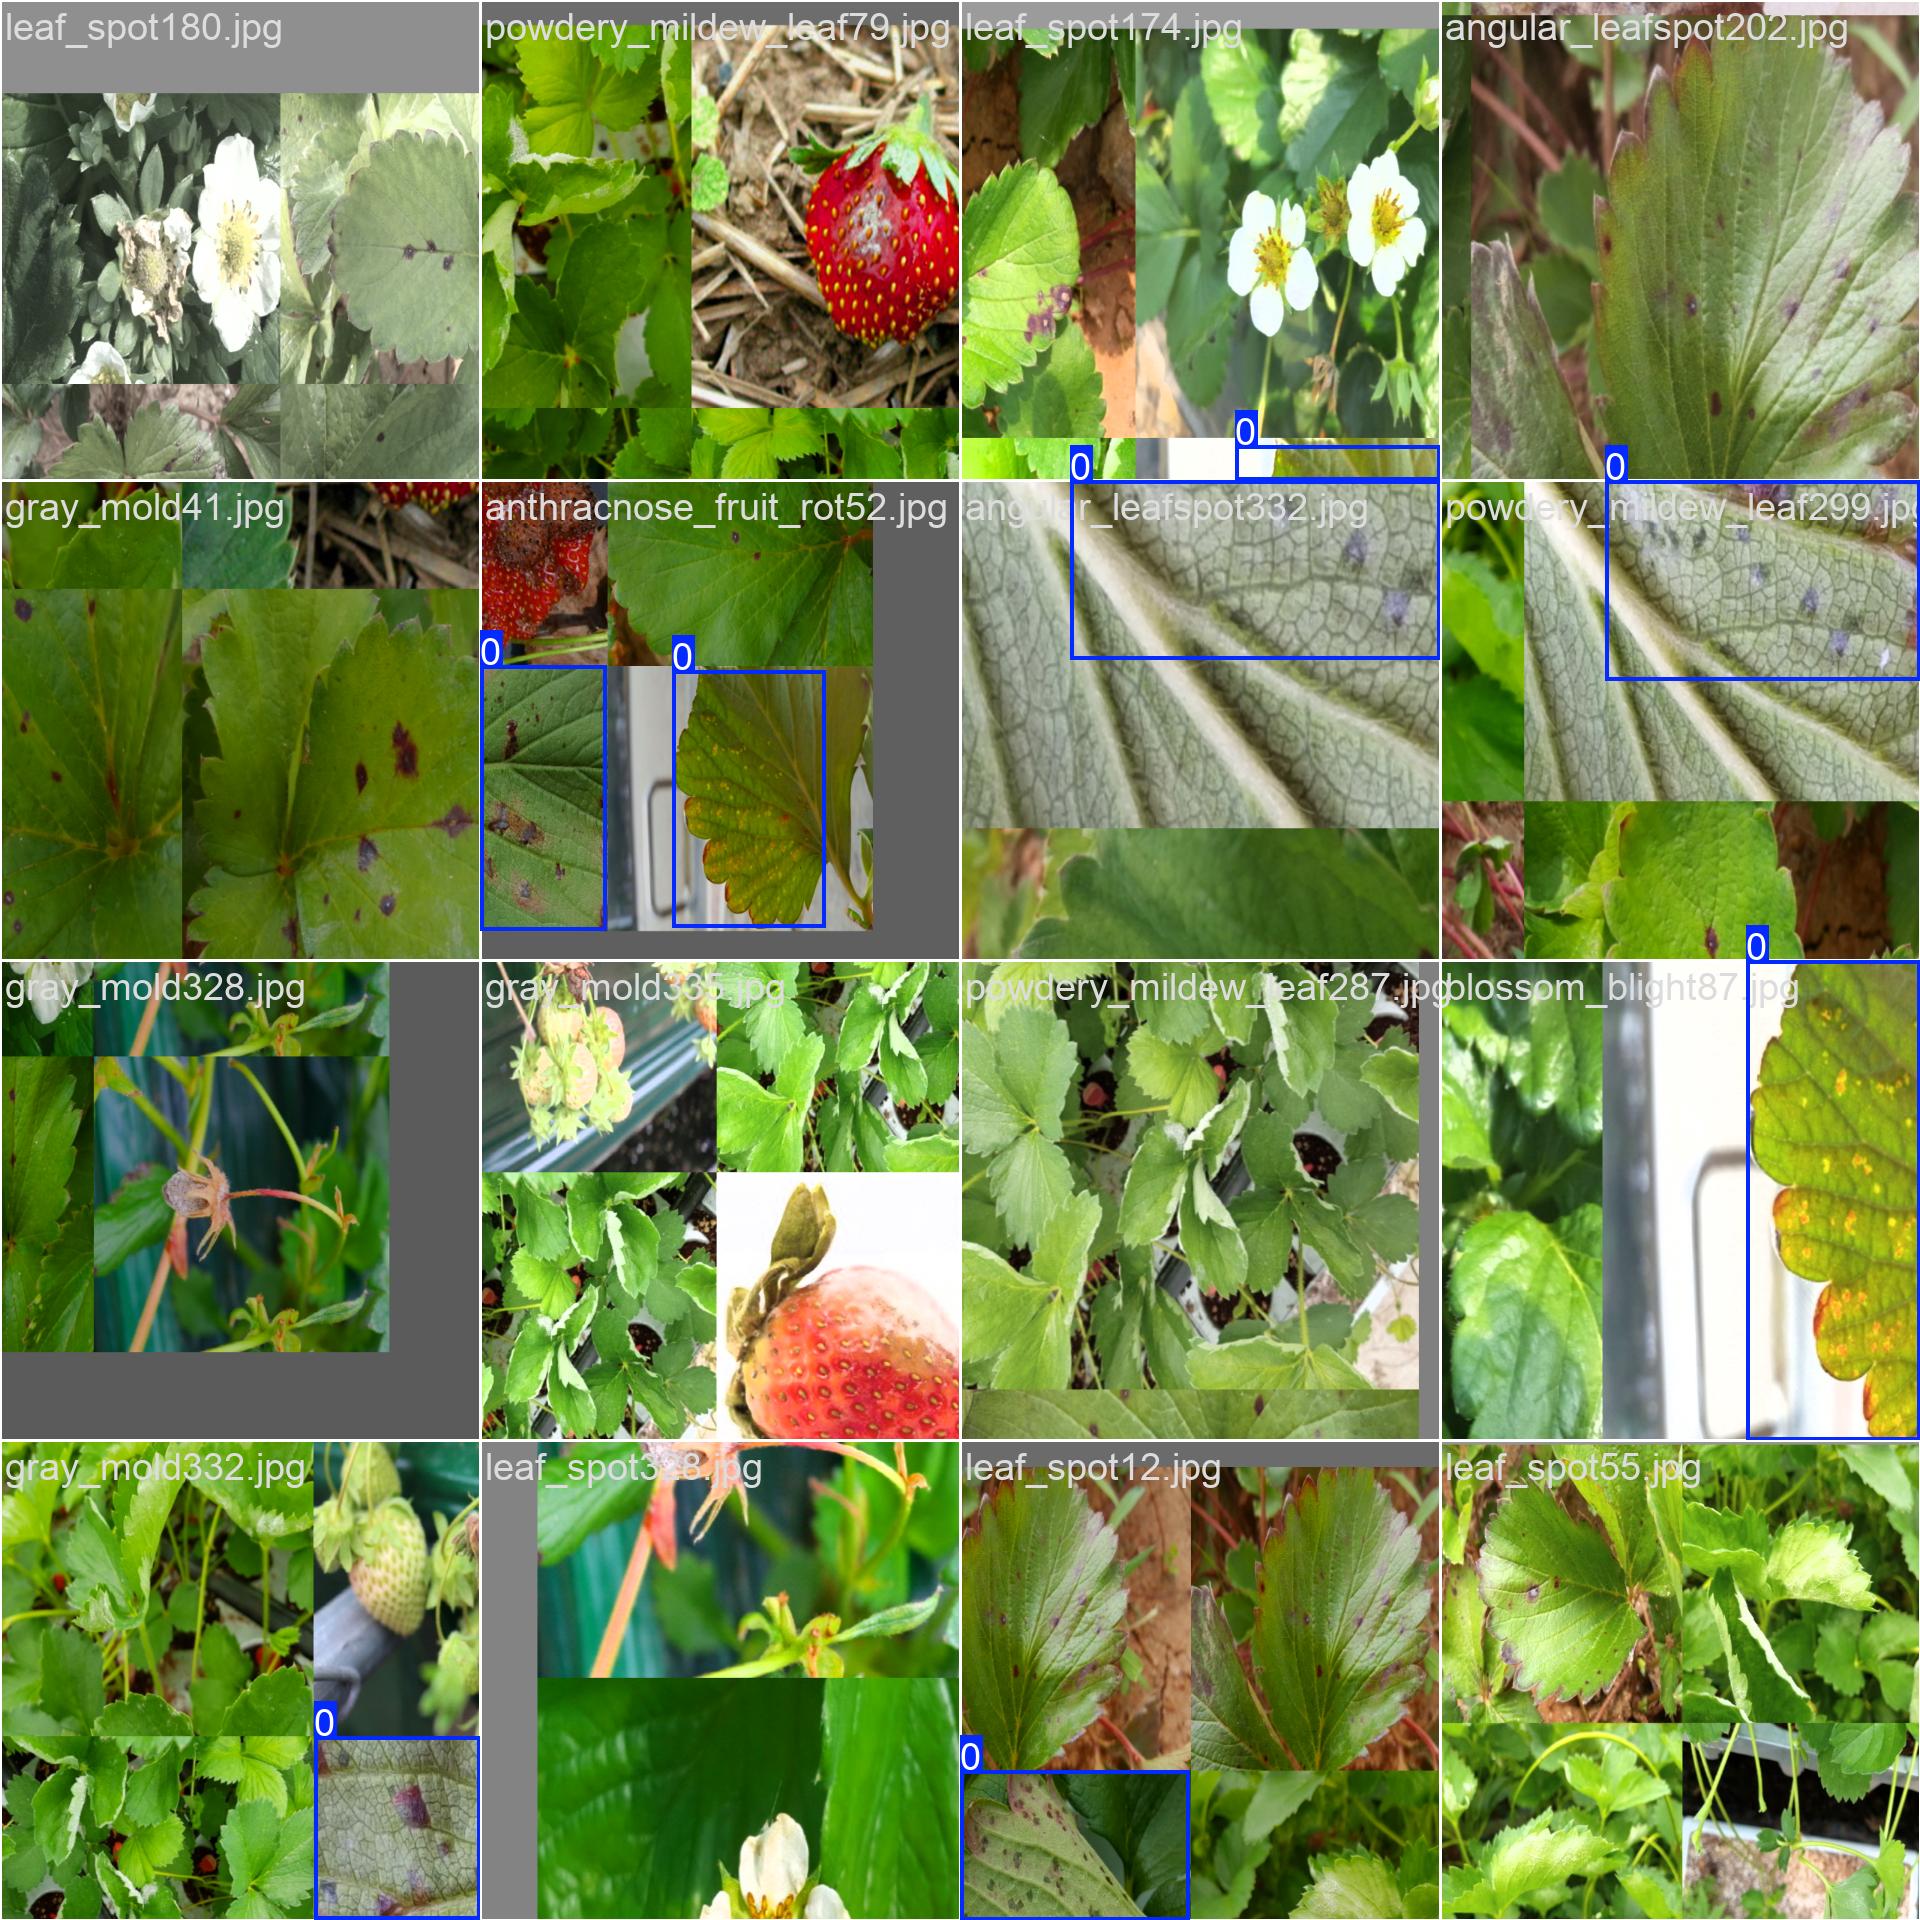 leaf_spot180.jpg
powdery_mildew_leaf79.jpg
leaf_spot174.jpg
angular_leafspot202.jpg
0
0
0
gray_mold41.jpg
anthracnose_fruit_rot52.jpg
angular_leafspot332.jpg
powdery_mildew_leaf299.jpg
0
0
0
gray_mold328.jpg
gray_mold335.jpg
powdery_mildew_leaf287.jpg
blossom_blight87.jpg
gray_mold332.jpg
leaf_spot328.jpg
leaf_spot12.jpg
leaf_spot55.jpg
0
0